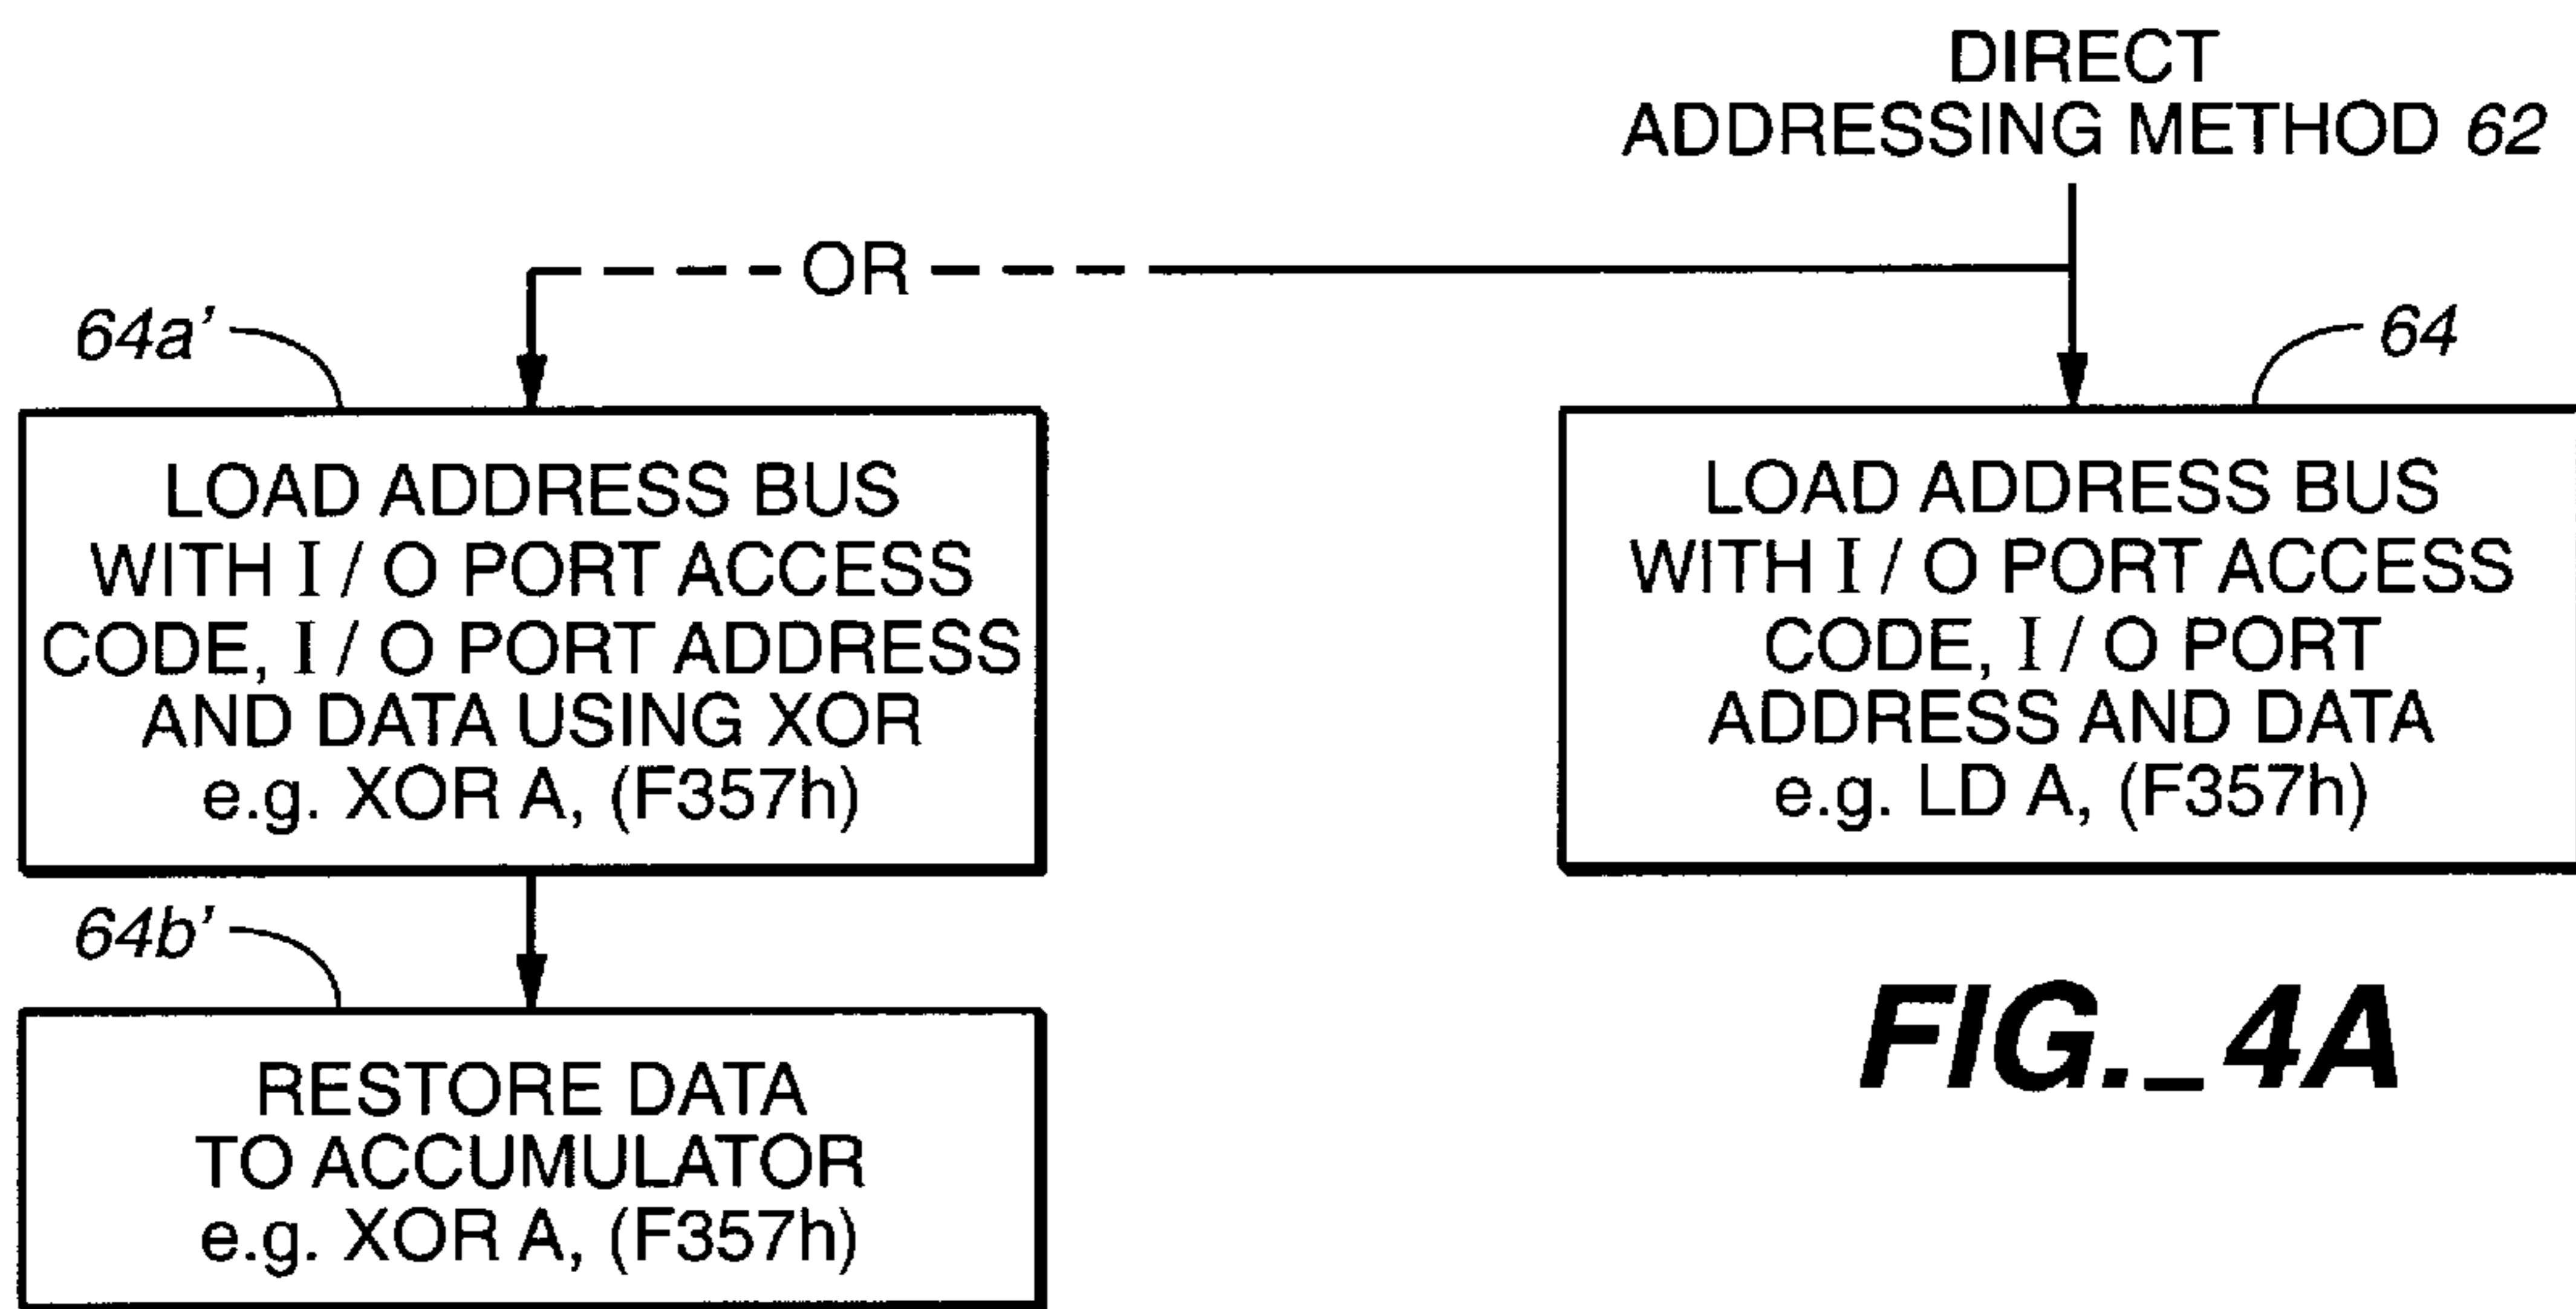 DIRECT
ADDRESSING METHOD 62
OR
64a'
64
LOAD ADDRESS BUS
WITH I / O PORT ACCESS
CODE, I / O PORT ADDRESS
AND DATA USING XOR
e.g. XOR A, (F357h)
LOAD ADDRESS BUS
WITH I / O PORT ACCESS
CODE, I / O PORT
ADDRESS AND DATA
e.g. LD A, (F357h)
64b'
RESTORE DATA
TO ACCUMULATOR
e.g. XOR A, (F357h)
FIG._4A